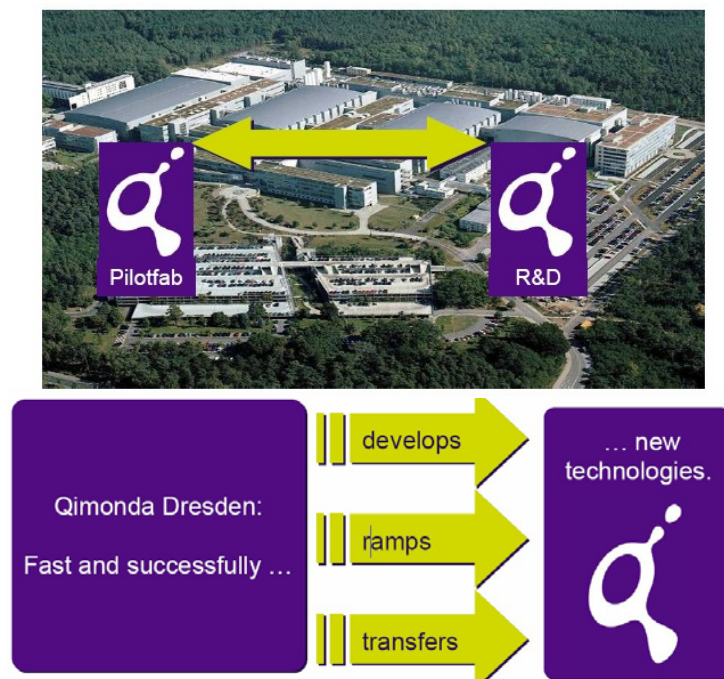 Pilotfab
R&D
Qimonda Dresden:
Fast and successfully …
develops
ramps
transfers
… new
technologies.